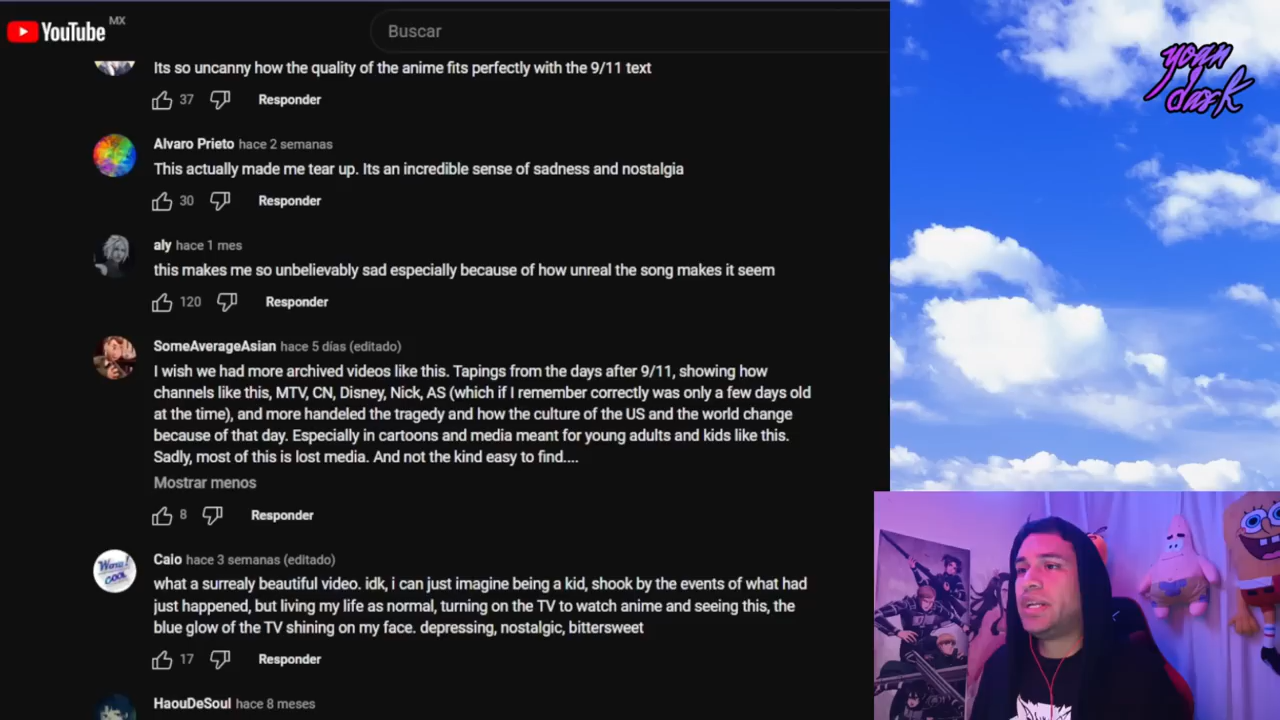 YouTube MX
Buscar
yoan
dark
Its so uncanny how the quality of the anime fits perfectly with the 9/11 text
37 Responder
Alvaro Prieto hace 2 semanas
This actually made me tear up. Its an incredible sense of sadness and nostalgia
30 Responder
aly hace 1 mes
this makes me so unbelievably sad especially because of how unreal the song makes it seem
120 Responder
SomeAverageAsian hace 5 días (editado)
I wish we had more archived videos like this. Tapings from the days after 9/11, showing how
channels like this, MTV, CN, Disney, Nick, AS (which if I remember correctly was only a few days old
at the time), and more handeled the tragedy and how the culture of the US and the world change
because of that day. Especially in cartoons and media meant for young adults and kids like this.
Sadly, most of this is lost media. And not the kind easy to find....
Mostrar menos
8 Responder
Caio hace 3 semanas (editado)
Wow!
COOL
what a surrealy beautiful video. idk, i can just imagine being a kid, shook by the events of what had
just happened, but living my life as normal, turning on the TV to watch anime and seeing this, the
blue glow of the TV shining on my face. depressing, nostalgic, bittersweet
17 Responder
HaouDeSoul hace 8 meses